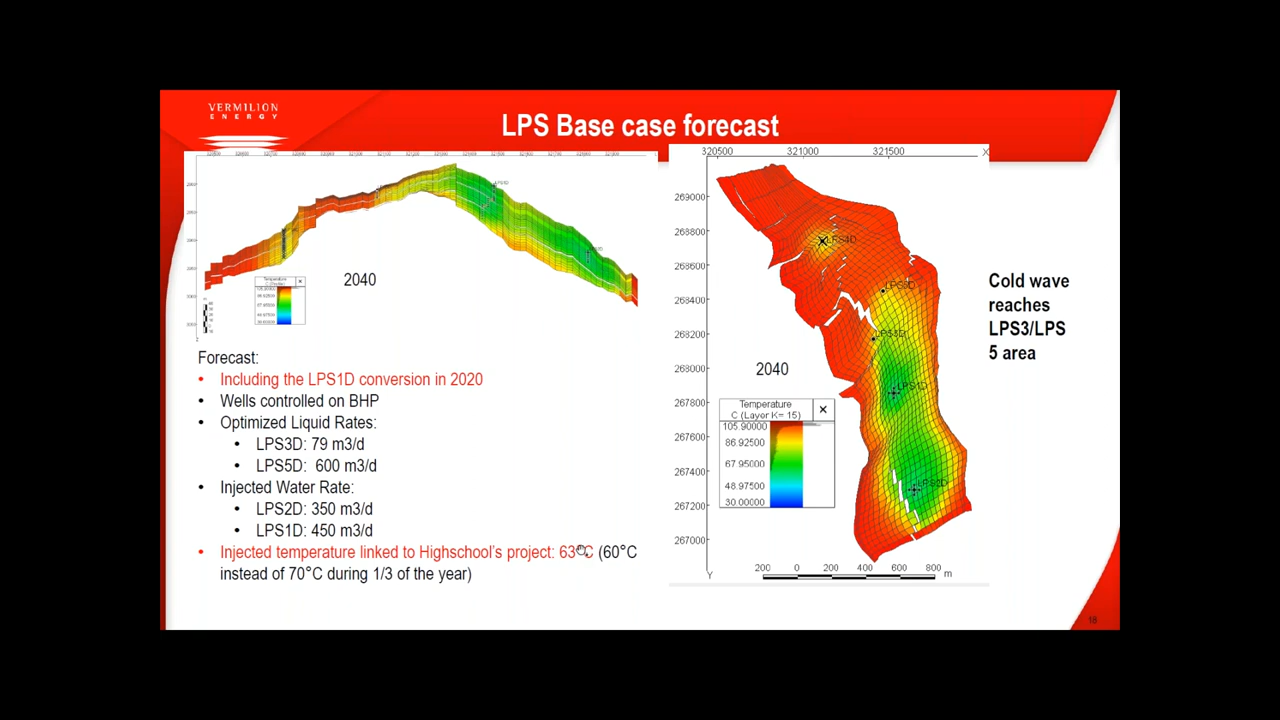 VERMILION
ENERGY
LPS Base case forecast
2040
Forecast:
• Including the LPS1D conversion in 2020
• Wells controlled on BHP
• Optimized Liquid Rates:
• LPS3D: 79 m3/d
• LPS5D: 600 m3/d
• Injected Water Rate:
• LPS2D: 350 m3/d
• LPS1D: 450 m3/d
• Injected temperature linked to Highschool's project: 63°C (60°C
instead of 70°C during 1/3 of the year)
320500 321000 321500 X
269000
268800
268600
268400
268200
268000
267800
267600
267400
267200
267000
Y
LPS1D
2040
Temperature
C (Layer K= 15)
105.90000
86.92500
67.95000
48.97500
30.00000
200 0 200 400 600 800 m
Cold wave
reaches
LPS3/LPS
5 area
18